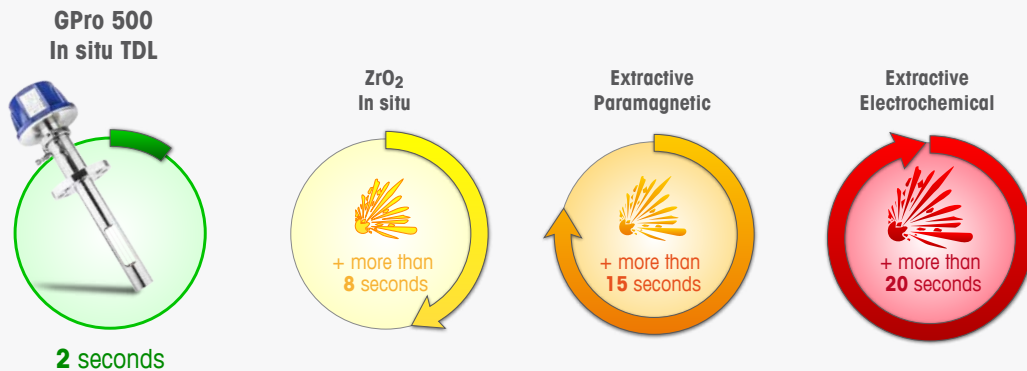 GPro 500
In situ TDL
2 seconds
ZrO₂
In situ
+ more than
8 seconds
Extractive
Paramagnetic
+ more than
15 seconds
Extractive
Electrochemical
+ more than
20 seconds